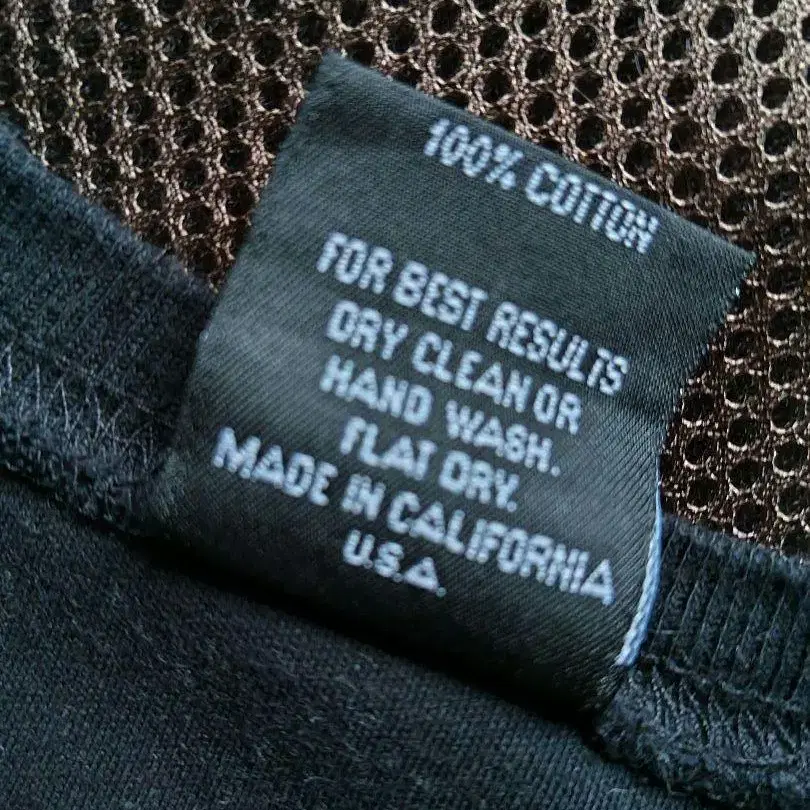 100% COTTON
FOR BEST RESULTS
DRY CLEAN OR
HAND WASH.
FLAT DRY.
MADE IN CALIFORNIA
U.S.A.